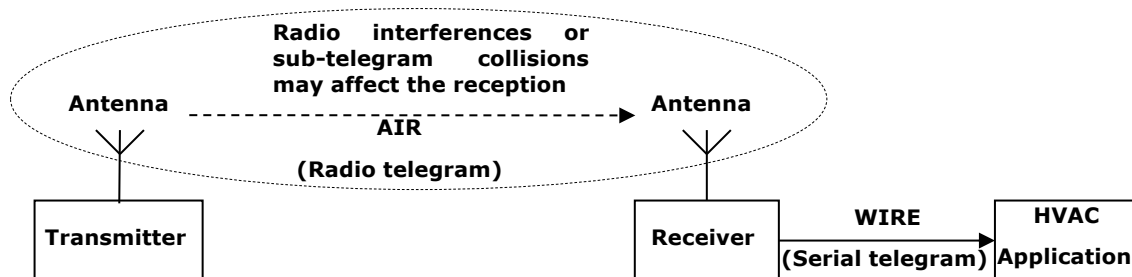 Radio interferences or
sub-telegram collisions
may affect the reception
Antenna
Antenna
AIR
(Radio telegram)
Transmitter
Receiver
WIRE
(Serial telegram)
HVAC
Application